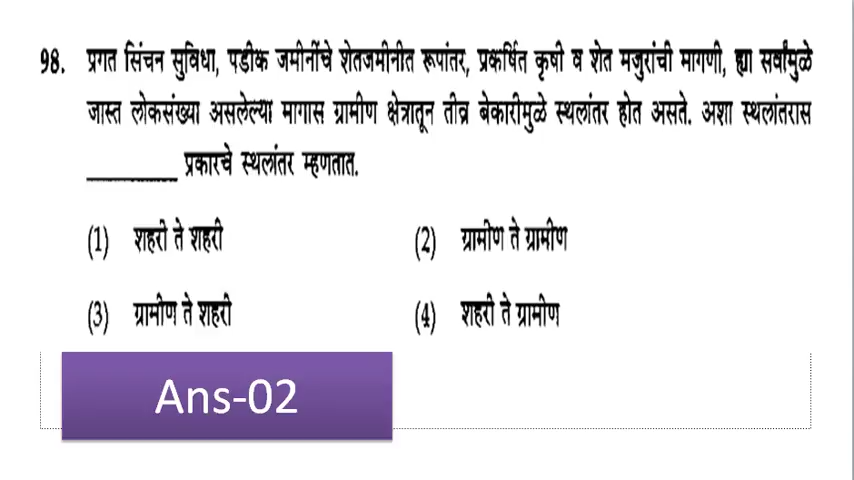 98. प्रगत सिंचन सुविधा, पडीक जमीनींचे शेतजमीनीत रूपांतर, प्रकर्षित कृषी व शेत मजुरांची मागणी, ह्या सर्वांमुळे
जास्त लोकसंख्या असलेल्या मागास ग्रामीण क्षेत्रातून तीव्र बेकारीमुळे स्थलांतर होत असते. अशा स्थलांतरास
__________ प्रकारचे स्थलांतर म्हणतात.
(1) शहरी ते शहरी (2) ग्रामीण ते ग्रामीण
(3) ग्रामीण ते शहरी (4) शहरी ते ग्रामीण
Ans-02